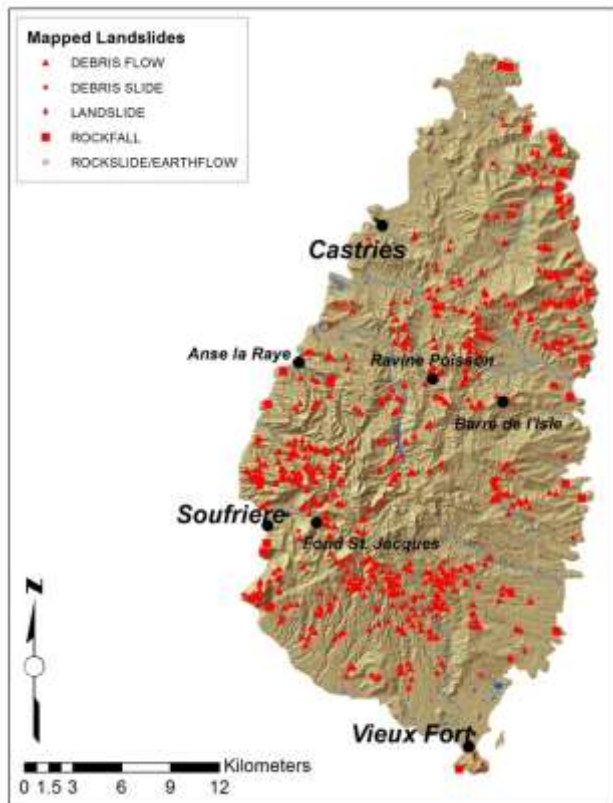 Mapped Landslides
DEBRIS FLOW
DEBRIS SLIDE
LANDSLIDE
ROCKFALL
ROCKSLIDE/EARTHFLOW
Castries
Anse la Raye
Ravine Poisson
Barre de l'Isle
Soufriere
Fond St. Jacques
N
Vieux Fort
Kilometers
0 1.5 3 6 9 12